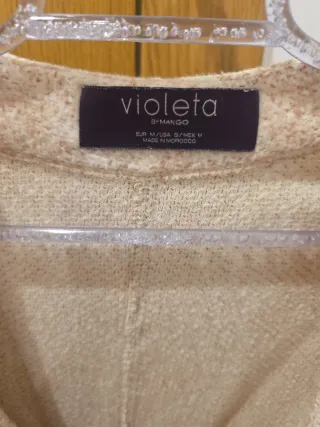 violeta
BY MANGO
EUR M / USA S / MEX M
MADE IN MOROCCO